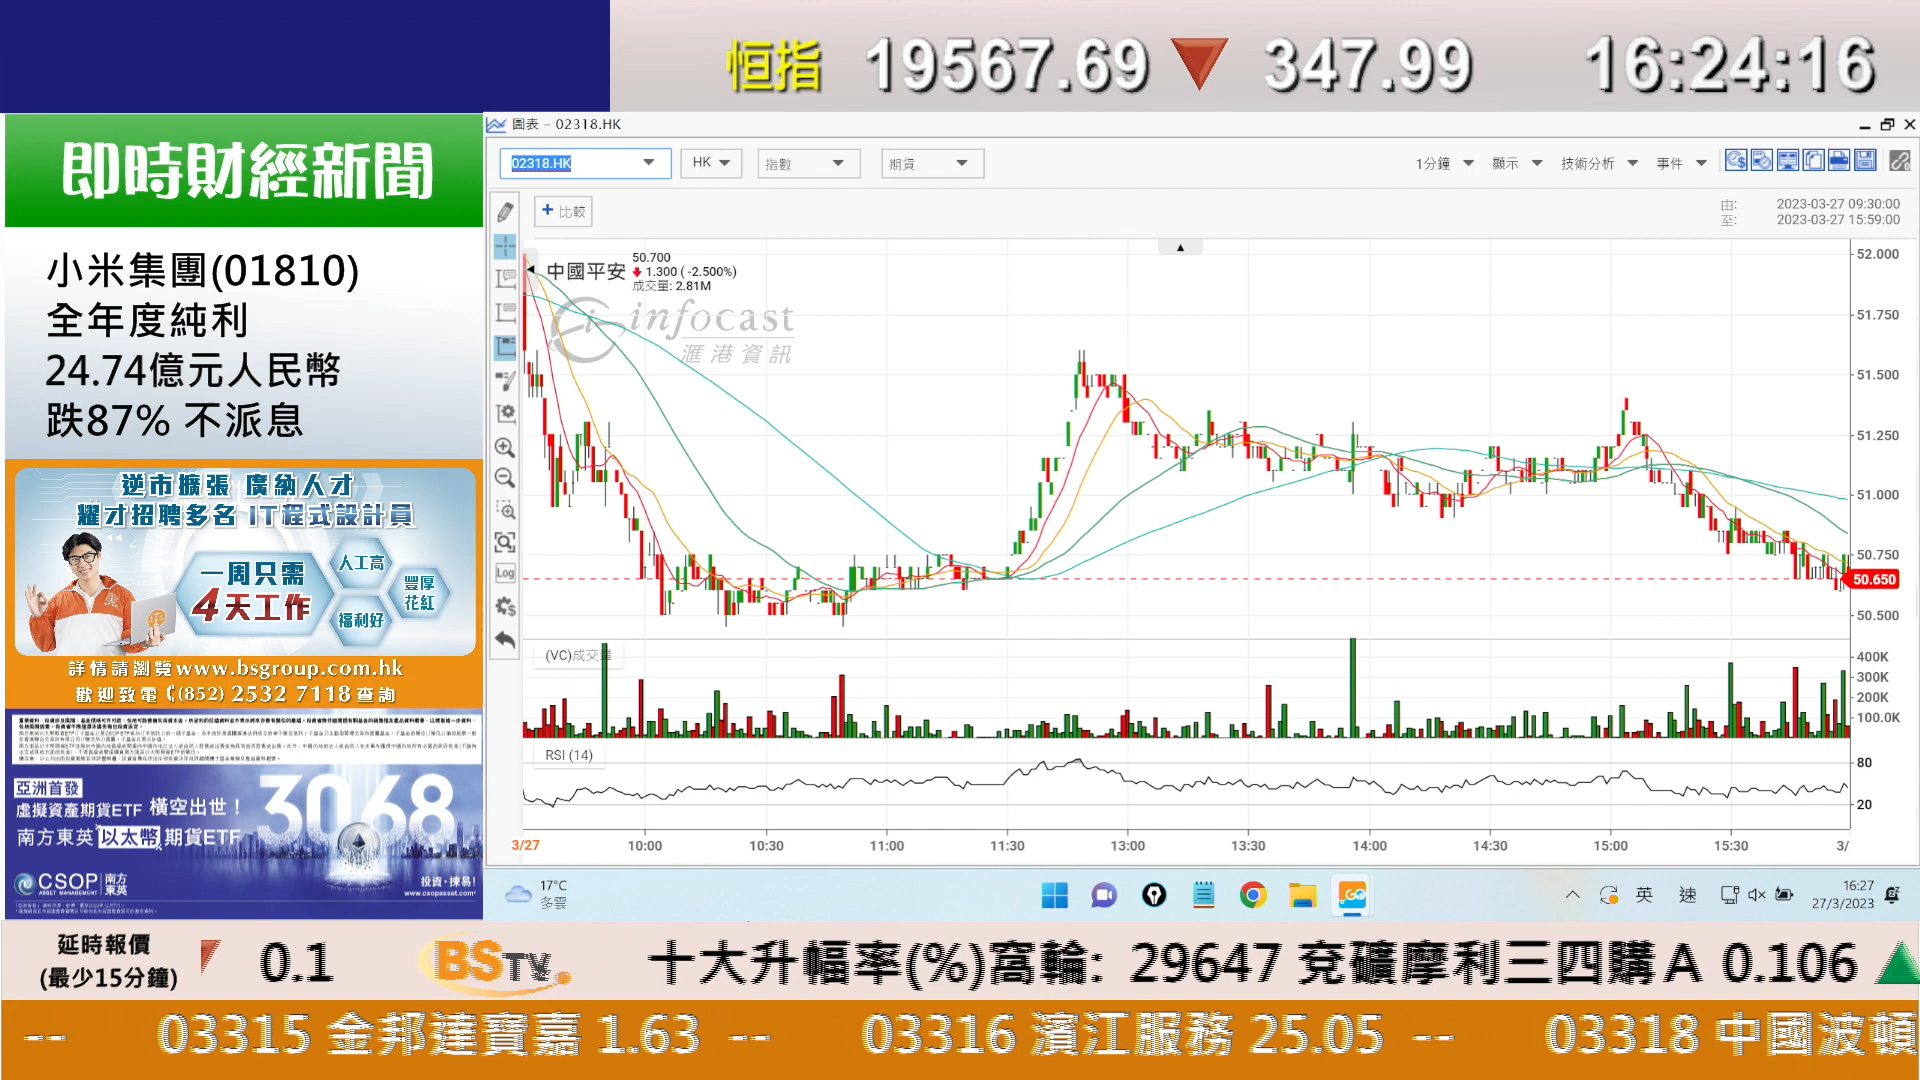 恒指 19567.69 347.99 16:24:16
即時財經新聞
小米集團(01810)
全年度純利
24.74億元人民幣
跌87% 不派息
逆市擴張 廣納人才
耀才招聘多名 IT程式設計員
一周只需
4天工作
人工高
豐厚
花紅
福利好
詳情請瀏覽www.bsgroup.com.hk
歡迎致電 (852) 2532 7118查詢
亞洲首發
虛擬資產期貨ETF 橫空出世！
3068
南方東英 以太幣 期貨ETF
CSOP 南方
東英
ASSET MANAGEMENT
投資・揀易!
www.csopasset.com
圖表 - 02318.HK
02318.HK
HK
指數
期貨
1分鐘
顯示
技術分析
事件
比較
由: 2023-03-27 09:30:00
至: 2023-03-27 15:59:00
中國平安
50.700
1.300 ( -2.500%)
成交量: 2.81M
infocast
滙港資訊
Log
52.000
51.750
51.500
51.250
51.000
50.750
50.650
50.500
(VC)成交量
400K
300K
200K
100.0K
RSI (14)
80
20
3/27 10:00 10:30 11:00 11:30 13:00 13:30 14:00 14:30 15:00 15:30 3/
17°C
多雲
英
速
16:27
27/3/2023
延時報價
(最少15分鐘)
0.1
BSTV
十大升幅率(%)窩輪: 29647 兗礦摩利三四購A 0.106
-- 03315 金邦達寶嘉 1.63 -- 03316 濱江服務 25.05 -- 03318 中國波頓